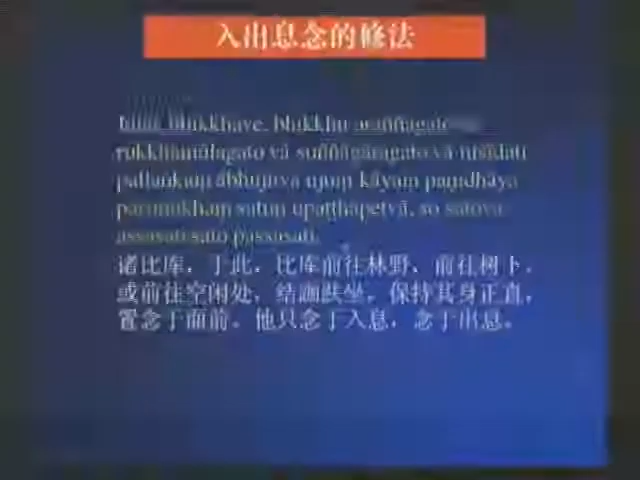 入出息念的修法
Idha, bhikkhave, bhikkhu araññagato vā
rukkhamūlagato vā suññāgāragato vā nisīdati
pallaṅkaṃ ābhujitvā ujuṃ kāyaṃ paṇidhāya
parimukhaṃ satiṃ upaṭṭhapetvā, so satova
assasati sato passasati.
诸比库，于此，比库前往林野、前往树下、
或前往空闲处，结跏趺坐，保持其身正直，
置念于面前。他只念于入息，念于出息。